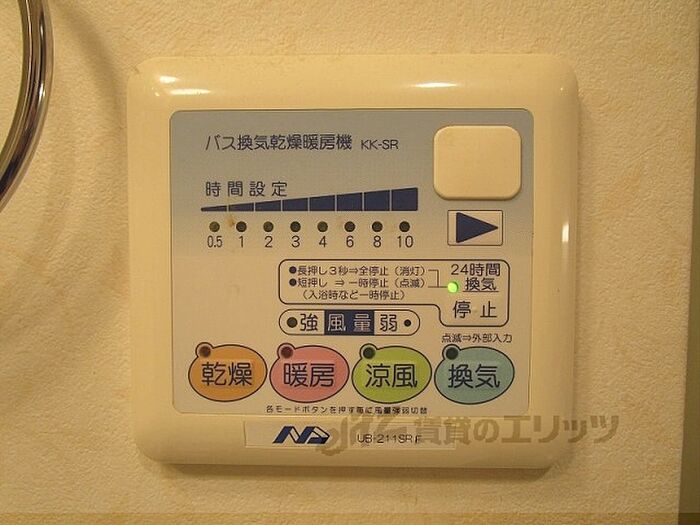 バス換気乾燥暖房機 KK-SR
時間設定
0.5 1 2 3 4 6 8 10
●長押し3秒⇒全停止（消灯）
●短押し ⇒ 一時停止（点滅）
（入浴時など一時停止）
24時間
換気
停止
強 風量 弱
点滅⇒外部入力
乾燥 暖房 涼風 換気
各モードボタンを押す毎に風量強弱切替
UB-211SRF
賃貸のエリッツ